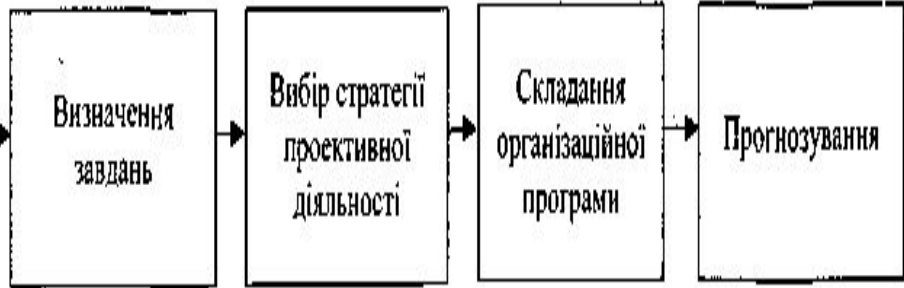 Визначення
завдань
Вибір стратегії
проективної
діяльності
Складання
організаційної
програми
Прогнозування